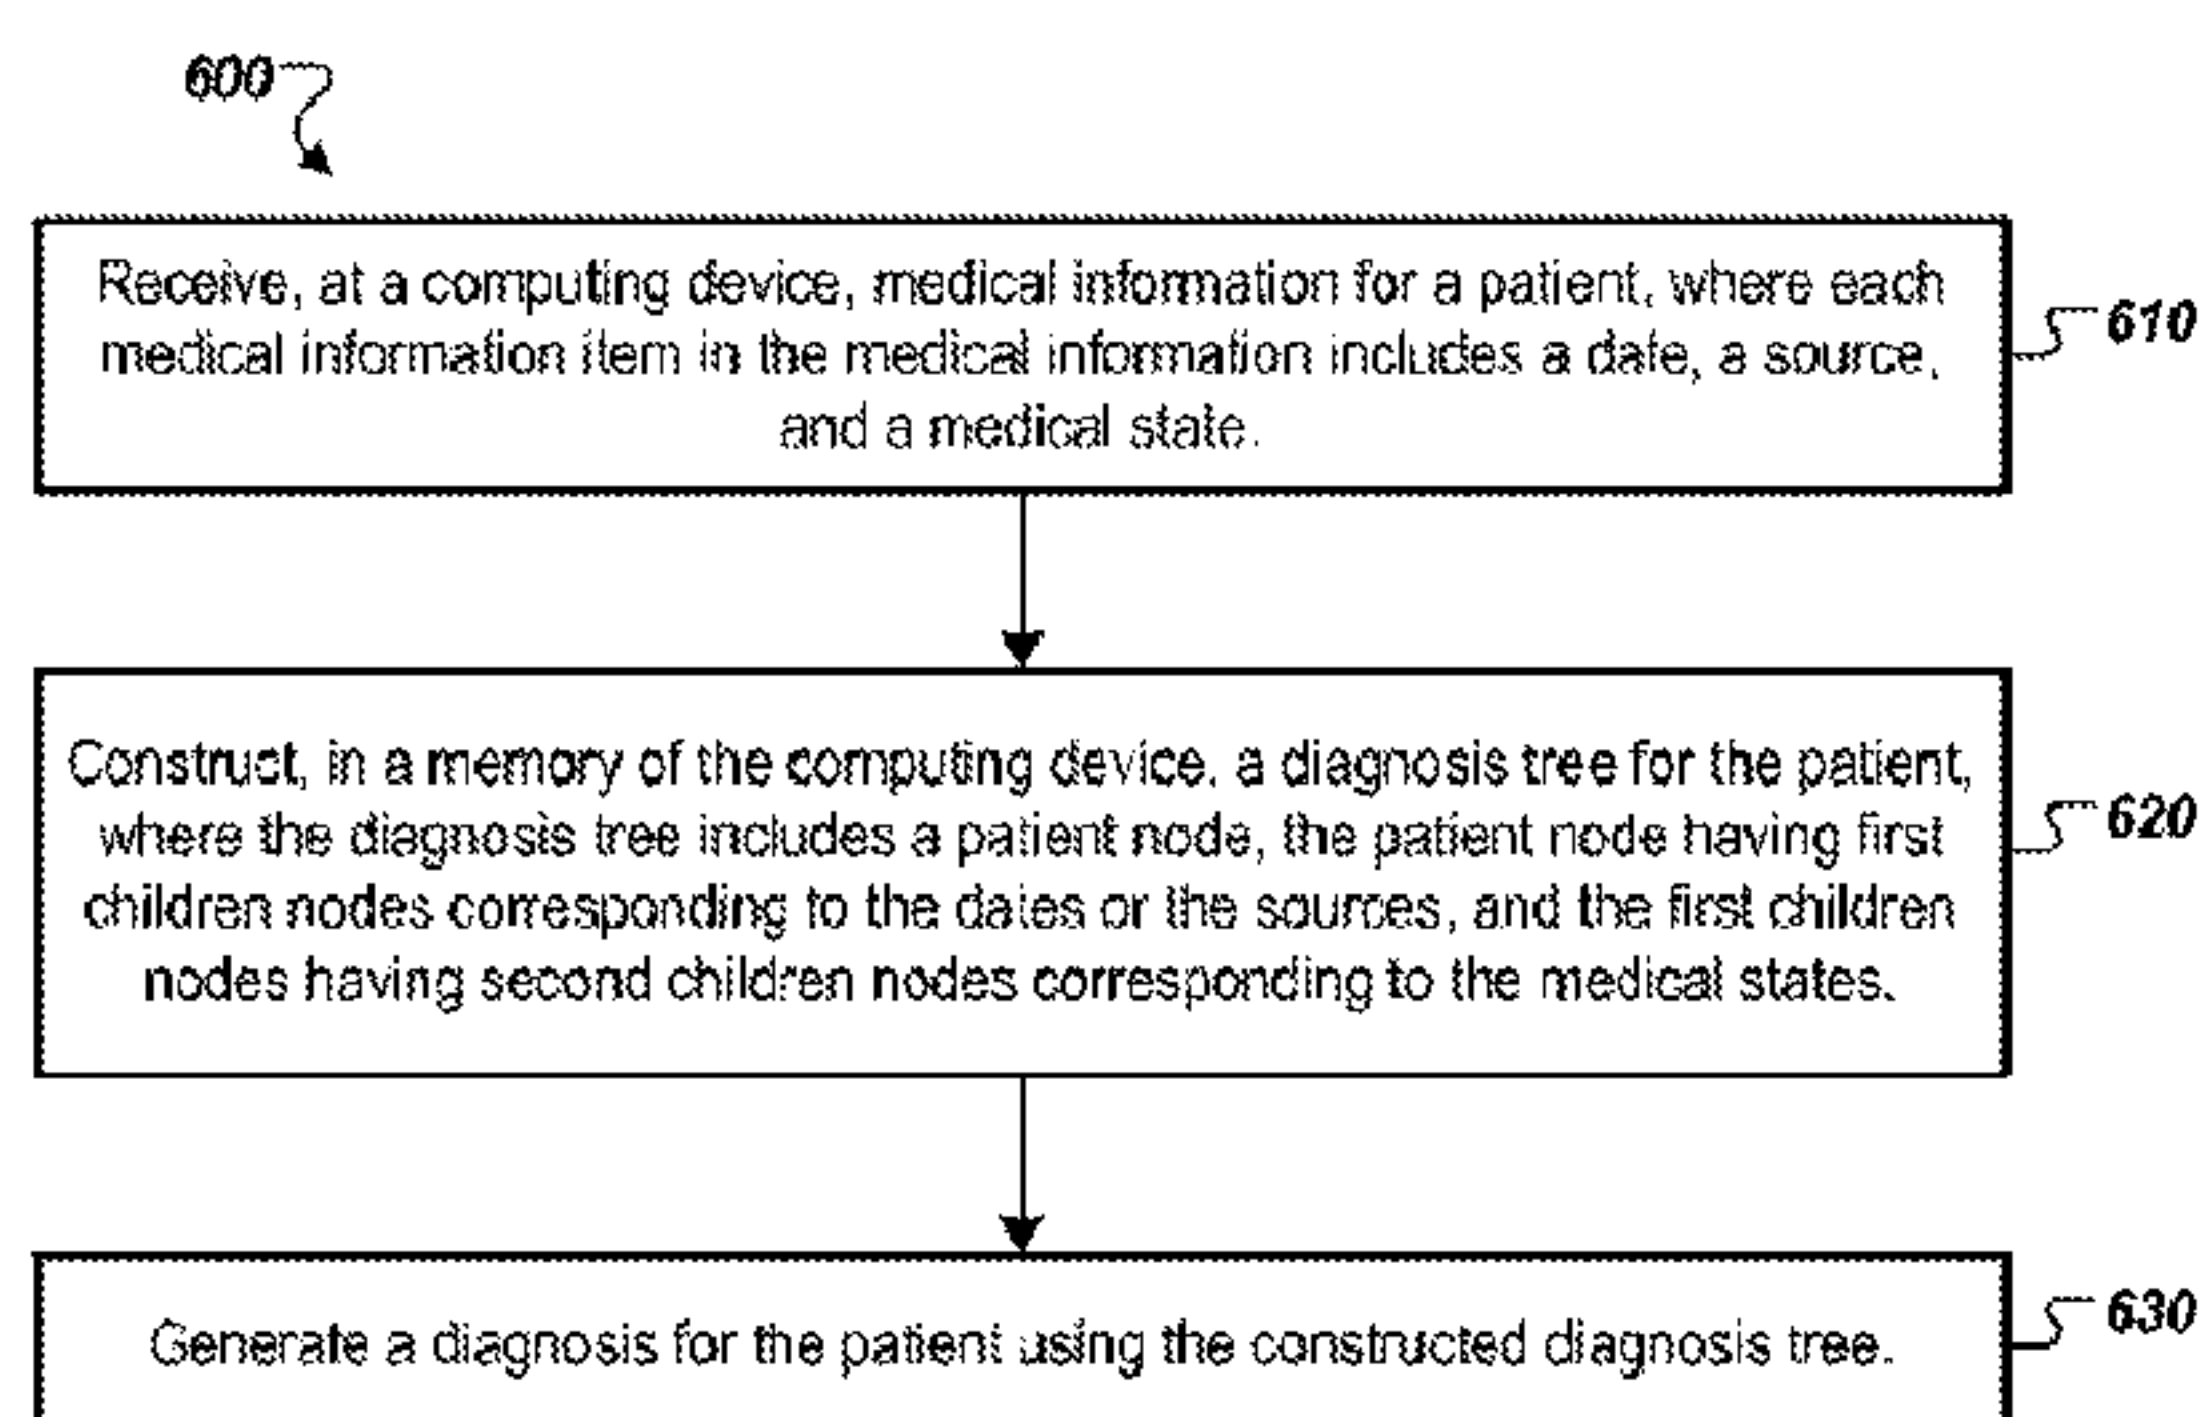 600
Receive, at a computing device, medical information for a patient, where each
medical information item in the medical information includes a date, a source,
and a medical state.
610
Construct, in a memory of the computing device, a diagnosis tree for the patient,
where the diagnosis tree includes a patient node, the patient node having first
children nodes corresponding to the dates or the sources, and the first children
nodes having second children nodes corresponding to the medical states.
620
Generate a diagnosis for the patient using the constructed diagnosis tree.
630